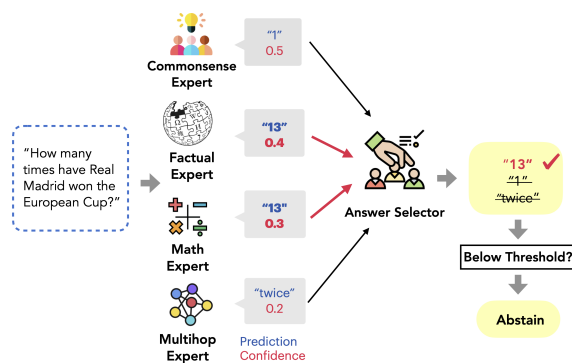 “How many
times have Real
Madrid won the
European Cup?”
Commonsense
Expert
“1”
0.5
Factual
Expert
“13”
0.4
Math
Expert
“13”
0.3
Multihop
Expert
“twice”
0.2
Prediction
Confidence
Answer Selector
“13”
“1”
“twice”
Below Threshold?
Abstain